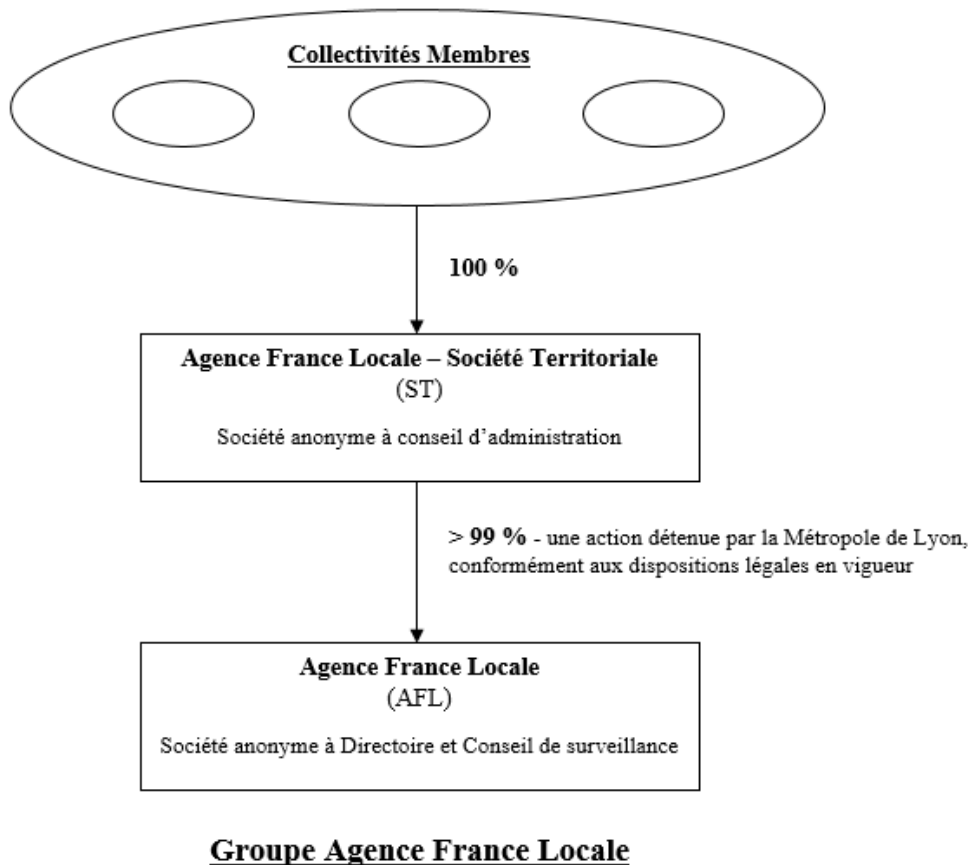 Collectivités Membres
100 %
Agence France Locale – Société Territoriale
(ST)
Société anonyme à conseil d’administration
> 99 % - une action détenue par la Métropole de Lyon,
conformément aux dispositions légales en vigueur
Agence France Locale
(AFL)
Société anonyme à Directoire et Conseil de surveillance
Groupe Agence France Locale